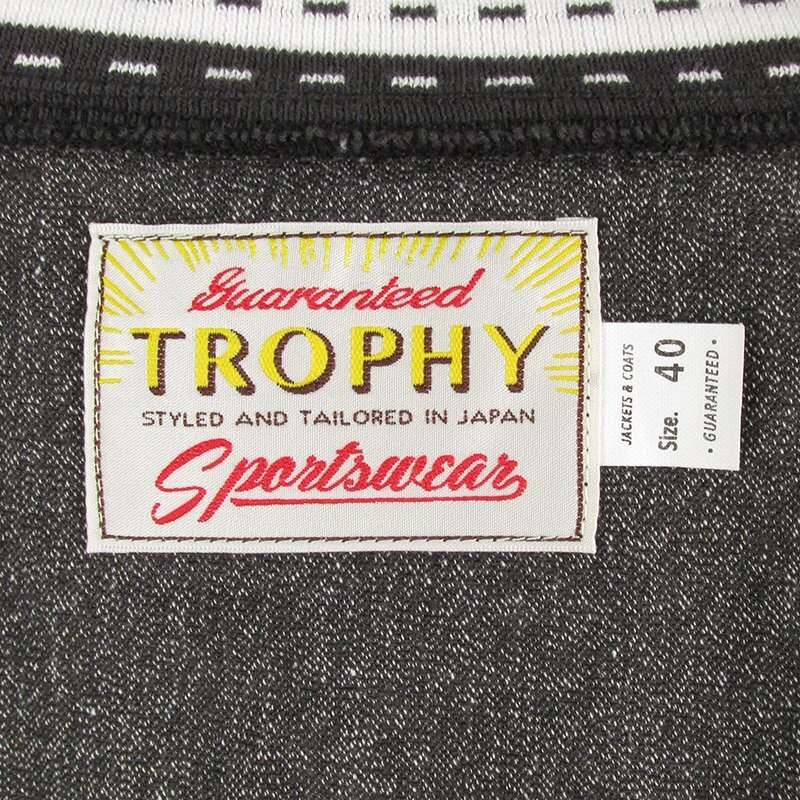 Guaranteed
TROPHY
STYLED AND TAILORED IN JAPAN
Sportswear
JACKETS & COATS
Size. 40
• GUARANTEED •